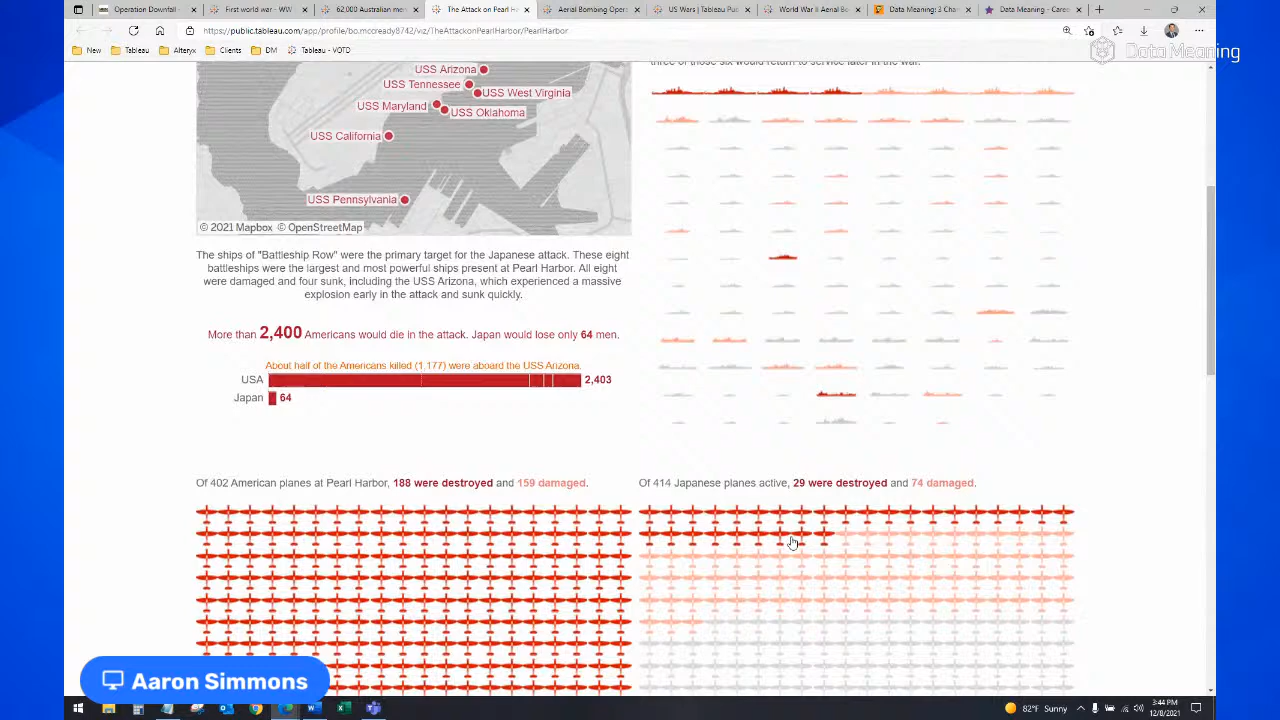 Operation Downfall
First world war - WW
62,000 Australian mem
The Attack on Pearl H
Aerial Bombing Oper
US Wars | Tableau Pub
World War II Aerial Bo
Data Meaning: 3 Chan
Data Meaning - Caree
https://public.tableau.com/app/profile/bo.mccready8742/viz/TheAttackonPearlHarbor/PearlHarbor
New
Tableau
Alteryx
Clients
DM
Tableau - VOTD
Data Meaning
three of those six would return to service later in the war.
USS Arizona
USS Tennessee
USS West Virginia
USS Maryland
USS Oklahoma
USS California
USS Pennsylvania
© 2021 Mapbox © OpenStreetMap
The ships of "Battleship Row" were the primary target for the Japanese attack. These eight
battleships were the largest and most powerful ships present at Pearl Harbor. All eight
were damaged and four sunk, including the USS Arizona, which experienced a massive
explosion early in the attack and sunk quickly.
More than 2,400 Americans would die in the attack. Japan would lose only 64 men.
About half of the Americans killed (1,177) were aboard the USS Arizona.
USA 2,403
Japan 64
Of 402 American planes at Pearl Harbor, 188 were destroyed and 159 damaged.
Of 414 Japanese planes active, 29 were destroyed and 74 damaged.
Aaron Simmons
82°F Sunny
3:44 PM
12/8/2021